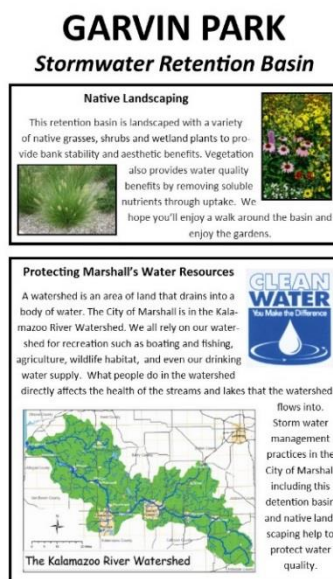 GARVIN PARK
Stormwater Retention Basin
Native Landscaping
This retention basin is landscaped with a variety
of native grasses, shrubs and wetland plants to pro-
vide bank stability and aesthetic benefits. Vegetation
also provides water quality
benefits by removing soluble
nutrients through uptake. We
hope you'll enjoy a walk around the basin and
enjoy the gardens.
Protecting Marshall's Water Resources
CLEAN
WATER
You Make the Difference
A watershed is an area of land that drains into a
body of water. The City of Marshall is in the Kala-
mazoo River Watershed. We all rely on our water-
shed for recreation such as boating and fishing,
agriculture, wildlife habitat, and even our drinking
water supply. What people do in the watershed
directly affects the health of the streams and lakes that the watershed
flows into.
Storm water
management
practices in the
City of Marshall
including this
detention basin
and native land
scaping help to
protect water
quality.
The Kalamazoo River Watershed